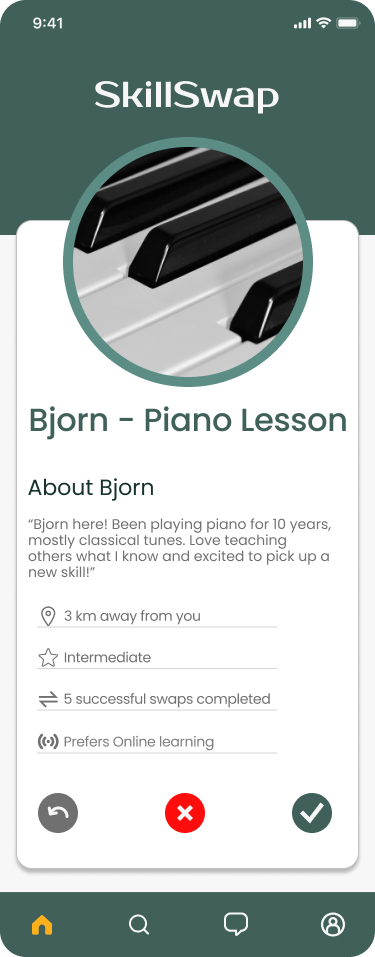 9:41
SkillSwap
Bjorn - Piano Lesson
About Bjorn
“Bjorn here! Been playing piano for 10 years,
mostly classical tunes. Love teaching
others what I know and excited to pick up a
new skill!”
3 km away from you
Intermediate
5 successful swaps completed
Prefers Online learning